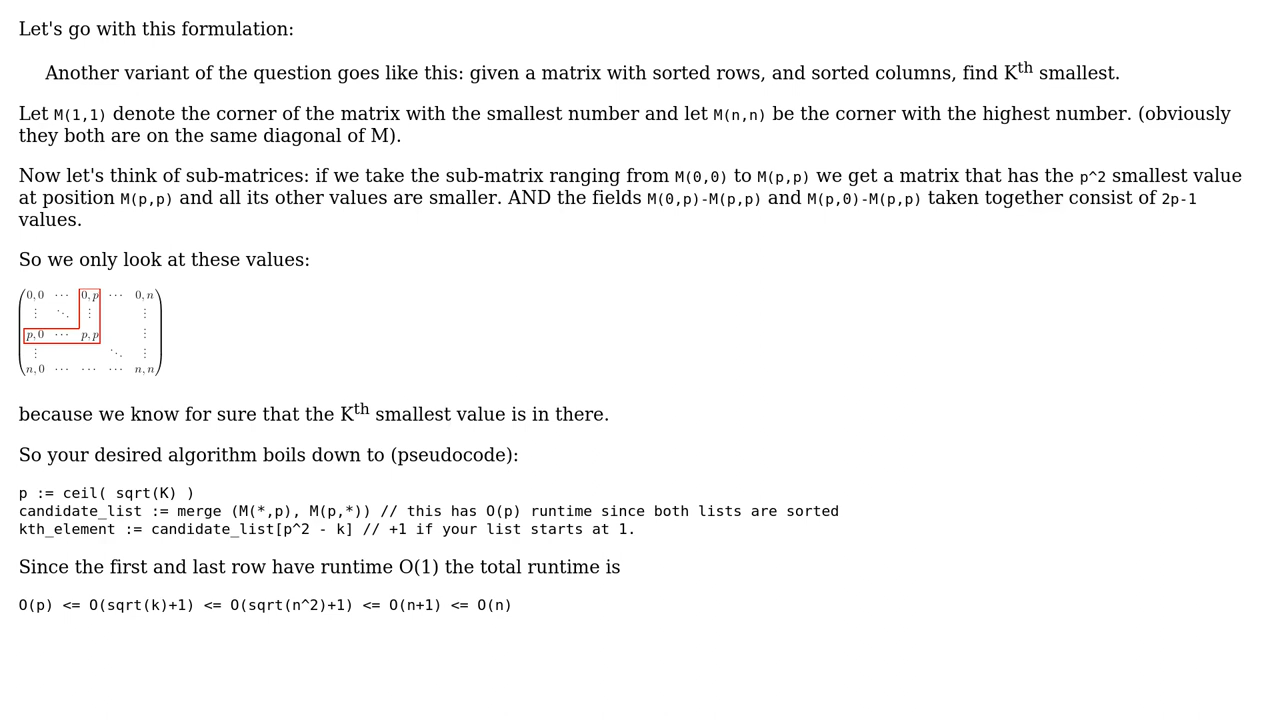 Let's go with this formulation:
Another variant of the question goes like this: given a matrix with sorted rows, and sorted columns, find Kth smallest.
Let M(1,1) denote the corner of the matrix with the smallest number and let M(n,n) be the corner with the highest number. (obviously
they both are on the same diagonal of M).
Now let's think of sub-matrices: if we take the sub-matrix ranging from M(0,0) to M(p,p) we get a matrix that has the p^2 smallest value
at position M(p,p) and all its other values are smaller. AND the fields M(0,p)-M(p,p) and M(p,0)-M(p,p) taken together consist of 2p-1
values.
So we only look at these values:
0,0 ⋯ 0,p ⋯ 0,n
⋮ ⋱ ⋮ ⋮
p,0 ⋯ p,p ⋮
⋮ ⋱ ⋮
n,0 ⋯ ⋯ ⋯ n,n
because we know for sure that the Kth smallest value is in there.
So your desired algorithm boils down to (pseudocode):
p := ceil( sqrt(K) )
candidate_list := merge (M(*,p), M(p,*)) // this has O(p) runtime since both lists are sorted
kth_element := candidate_list[p^2 - k] // +1 if your list starts at 1.
Since the first and last row have runtime O(1) the total runtime is
O(p) <= O(sqrt(k)+1) <= O(sqrt(n^2)+1) <= O(n+1) <= O(n)